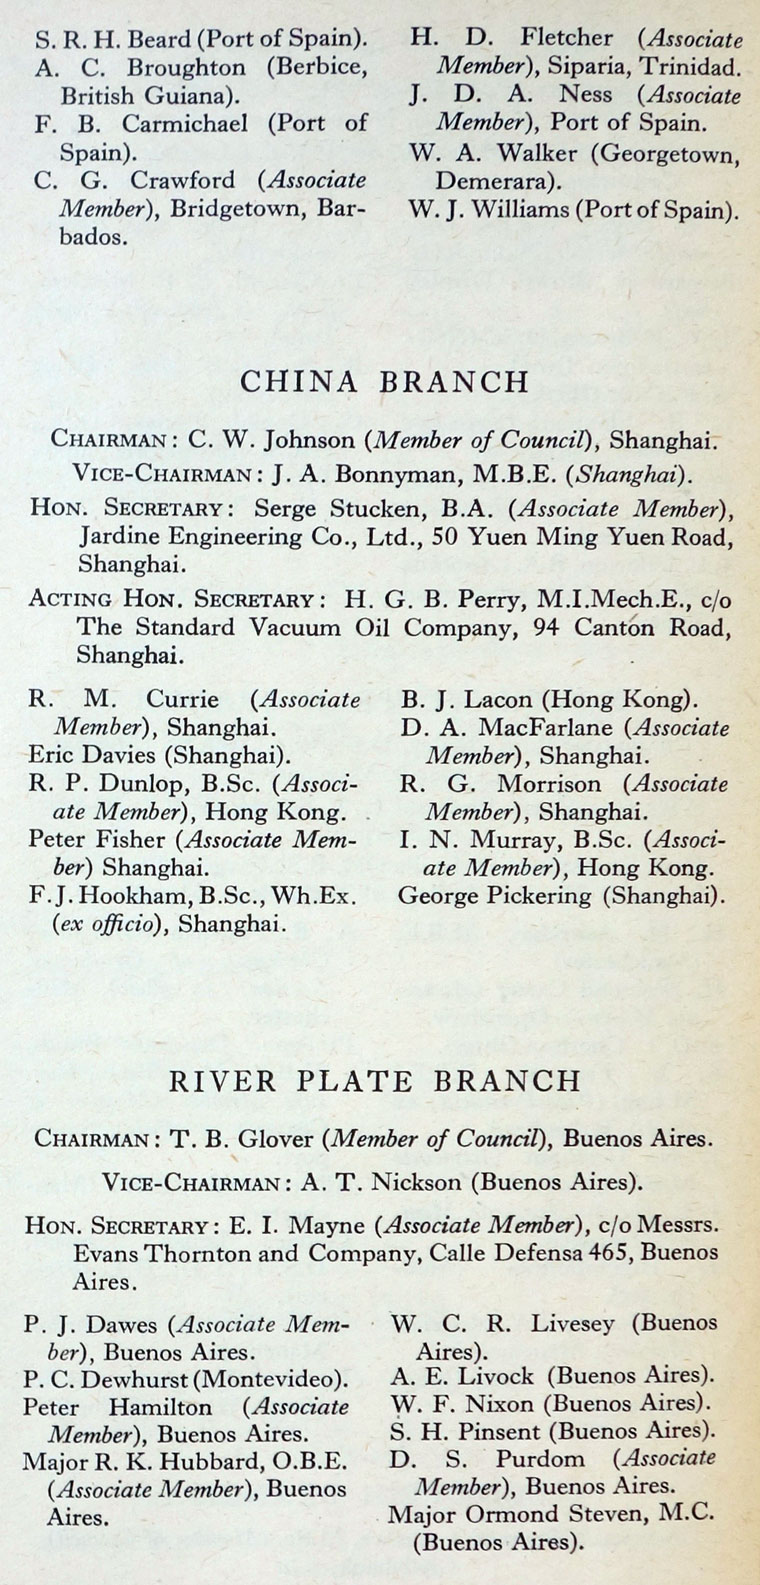 S. R. H. Beard (Port of Spain).
A. C. Broughton (Berbice,
British Guiana).
F. B. Carmichael (Port of
Spain).
C. G. Crawford (Associate
Member), Bridgetown, Bar-
bados.
H. D. Fletcher (Associate
Member), Siparia, Trinidad.
J. D. A. Ness (Associate
Member), Port of Spain.
W. A. Walker (Georgetown,
Demerara).
W. J. Williams (Port of Spain).
CHINA BRANCH
CHAIRMAN: C. W. Johnson (Member of Council), Shanghai.
VICE-CHAIRMAN: J. A. Bonnyman, M.B.E. (Shanghai).
HON. SECRETARY: Serge Stucken, B.A. (Associate Member),
Jardine Engineering Co., Ltd., 50 Yuen Ming Yuen Road,
Shanghai.
ACTING HON. SECRETARY: H. G. B. Perry, M.I.Mech.E., c/o
The Standard Vacuum Oil Company, 94 Canton Road,
Shanghai.
R. M. Currie (Associate
Member), Shanghai.
Eric Davies (Shanghai).
R. P. Dunlop, B.Sc. (Associ-
ate Member), Hong Kong.
Peter Fisher (Associate Mem-
ber) Shanghai.
F. J. Hookham, B.Sc., Wh.Ex.
(ex officio), Shanghai.
B. J. Lacon (Hong Kong).
D. A. MacFarlane (Associate
Member), Shanghai.
R. G. Morrison (Associate
Member), Shanghai.
I. N. Murray, B.Sc. (Associ-
ate Member), Hong Kong.
George Pickering (Shanghai).
RIVER PLATE BRANCH
CHAIRMAN: T. B. Glover (Member of Council), Buenos Aires.
VICE-CHAIRMAN: A. T. Nickson (Buenos Aires).
HON. SECRETARY: E. I. Mayne (Associate Member), c/o Messrs.
Evans Thornton and Company, Calle Defensa 465, Buenos
Aires.
P. J. Dawes (Associate Mem-
ber), Buenos Aires.
P. C. Dewhurst (Montevideo).
Peter Hamilton (Associate
Member), Buenos Aires.
Major R. K. Hubbard, O.B.E.
(Associate Member), Buenos
Aires.
W. C. R. Livesey (Buenos
Aires).
A. E. Livock (Buenos Aires).
W. F. Nixon (Buenos Aires).
S. H. Pinsent (Buenos Aires).
D. S. Purdom (Associate
Member), Buenos Aires.
Major Ormond Steven, M.C.
(Buenos Aires).